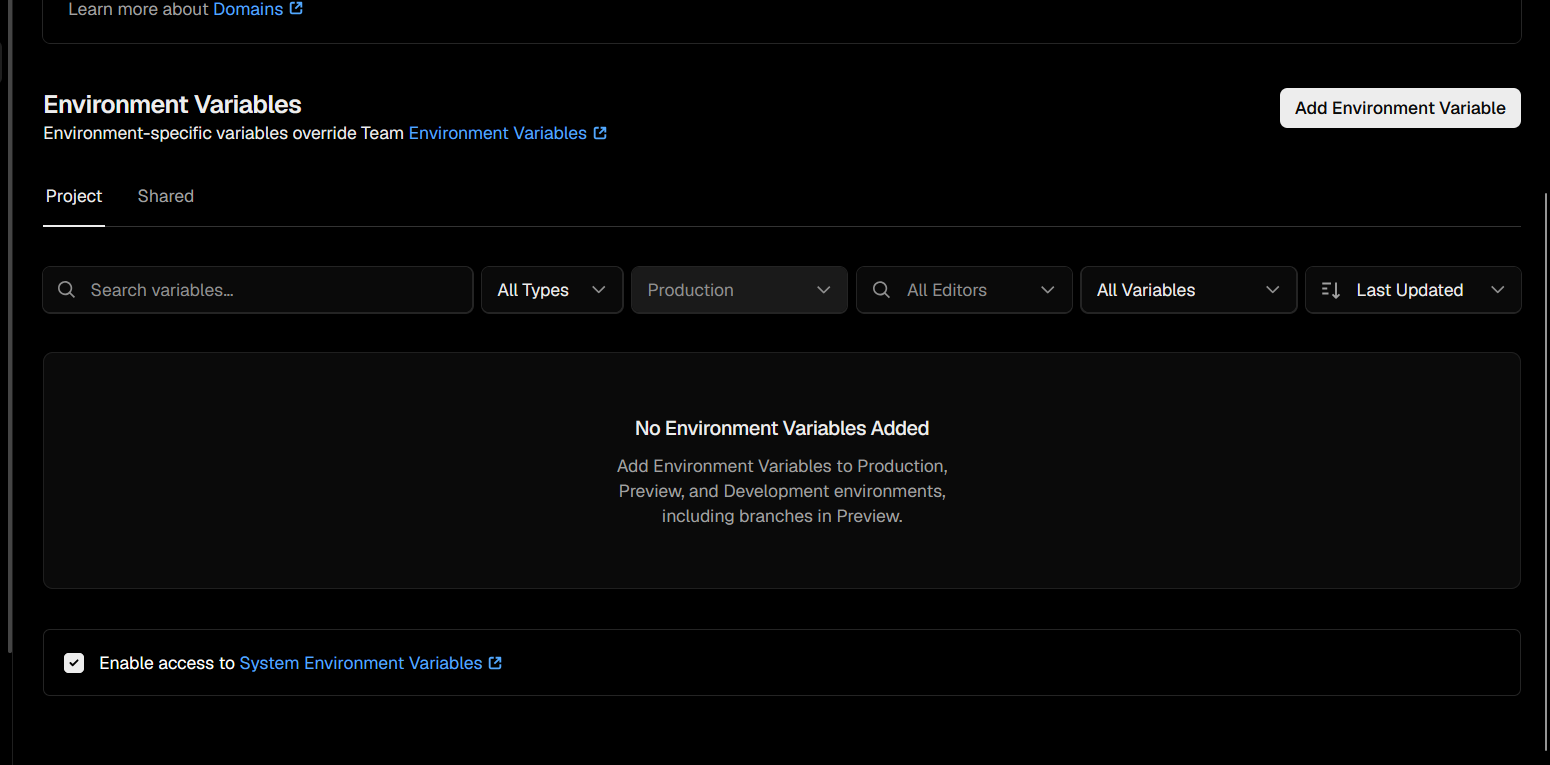 Learn more about Domains
Environment Variables
Add Environment Variable
Environment-specific variables override Team Environment Variables
Project
Shared
Search variables...
All Types
Production
All Editors
All Variables
Last Updated
No Environment Variables Added
Add Environment Variables to Production,
Preview, and Development environments,
including branches in Preview.
Enable access to System Environment Variables